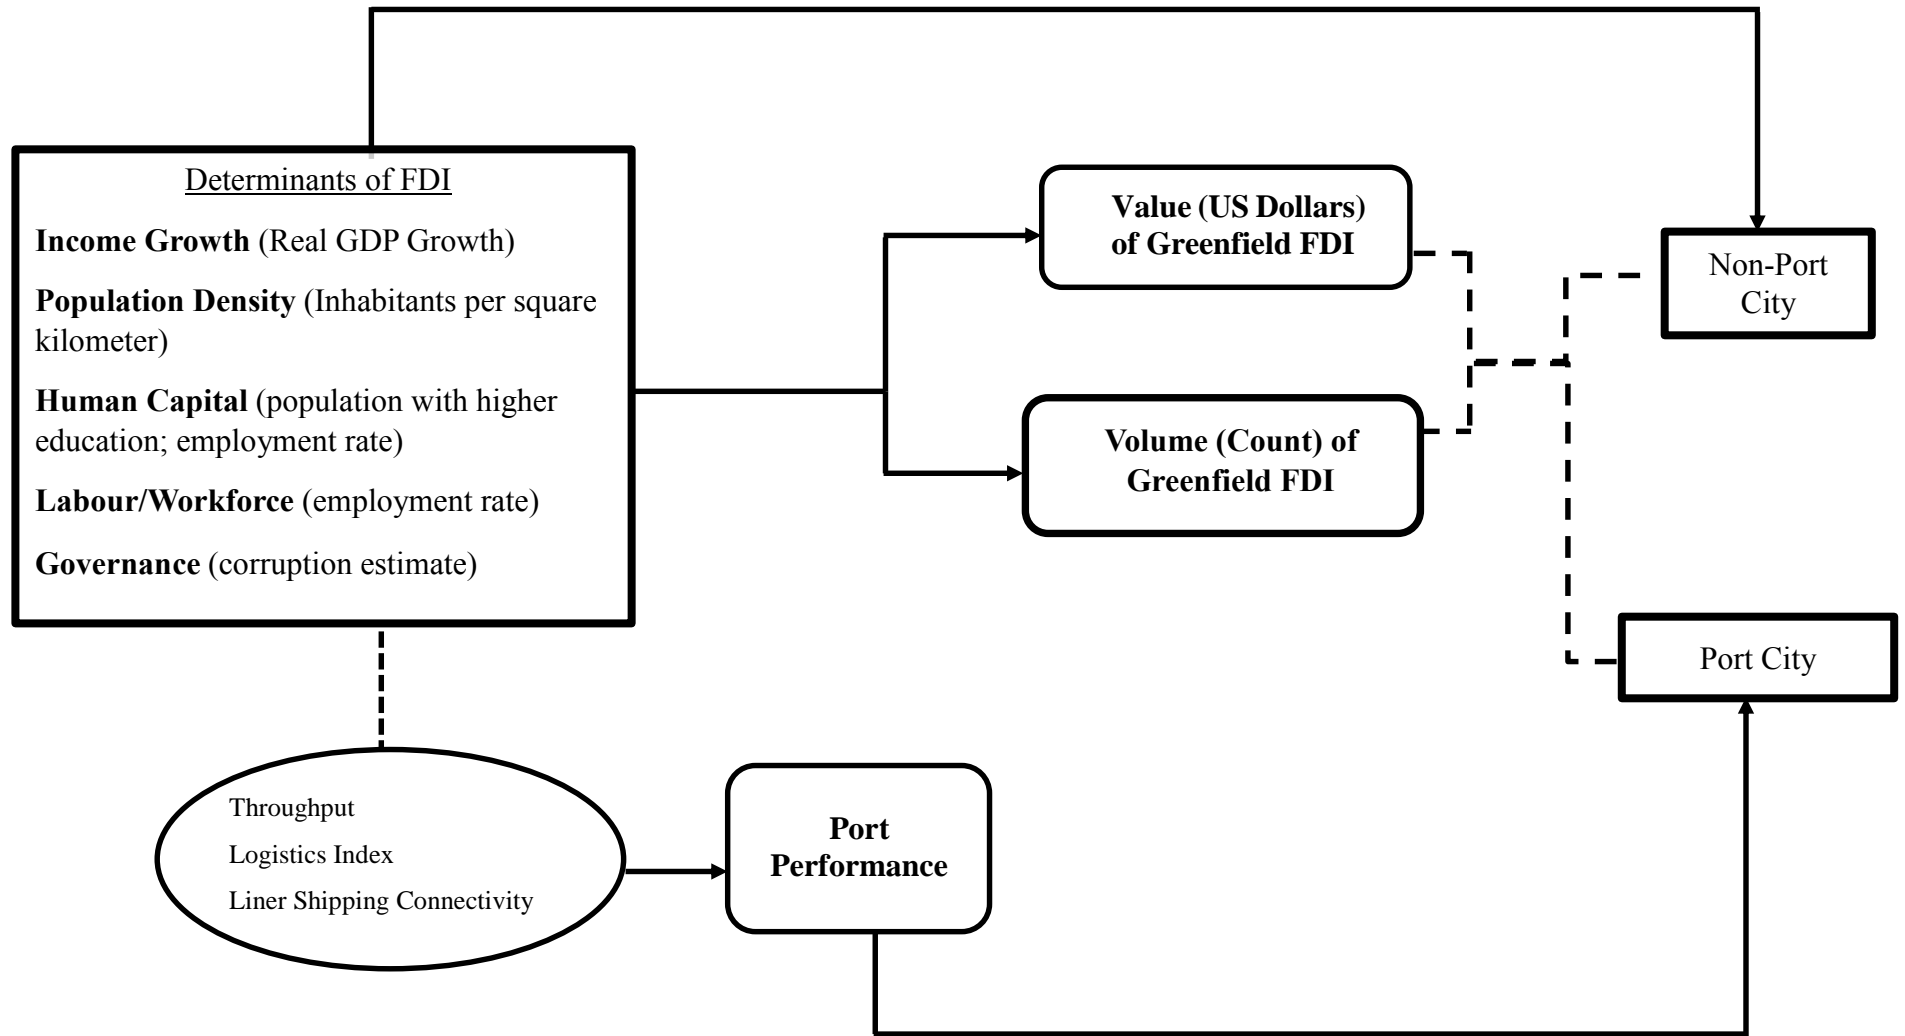 Determinants of FDI
Income Growth (Real GDP Growth)
Population Density (Inhabitants per square
kilometer)
Human Capital (population with higher
education; employment rate)
Labour/Workforce (employment rate)
Governance (corruption estimate)
Value (US Dollars)
of Greenfield FDI
Volume (Count) of
Greenfield FDI
Non-Port
City
Port City
Throughput
Logistics Index
Liner Shipping Connectivity
Port
Performance